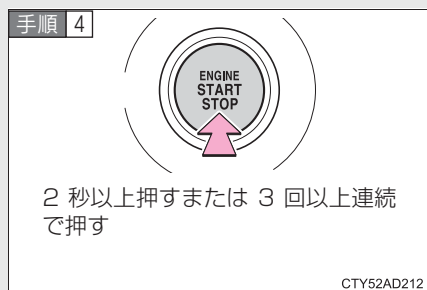 手順 4
ENGINE
START
STOP
2 秒以上押すまたは 3 回以上連続
で押す
CTY52AD212